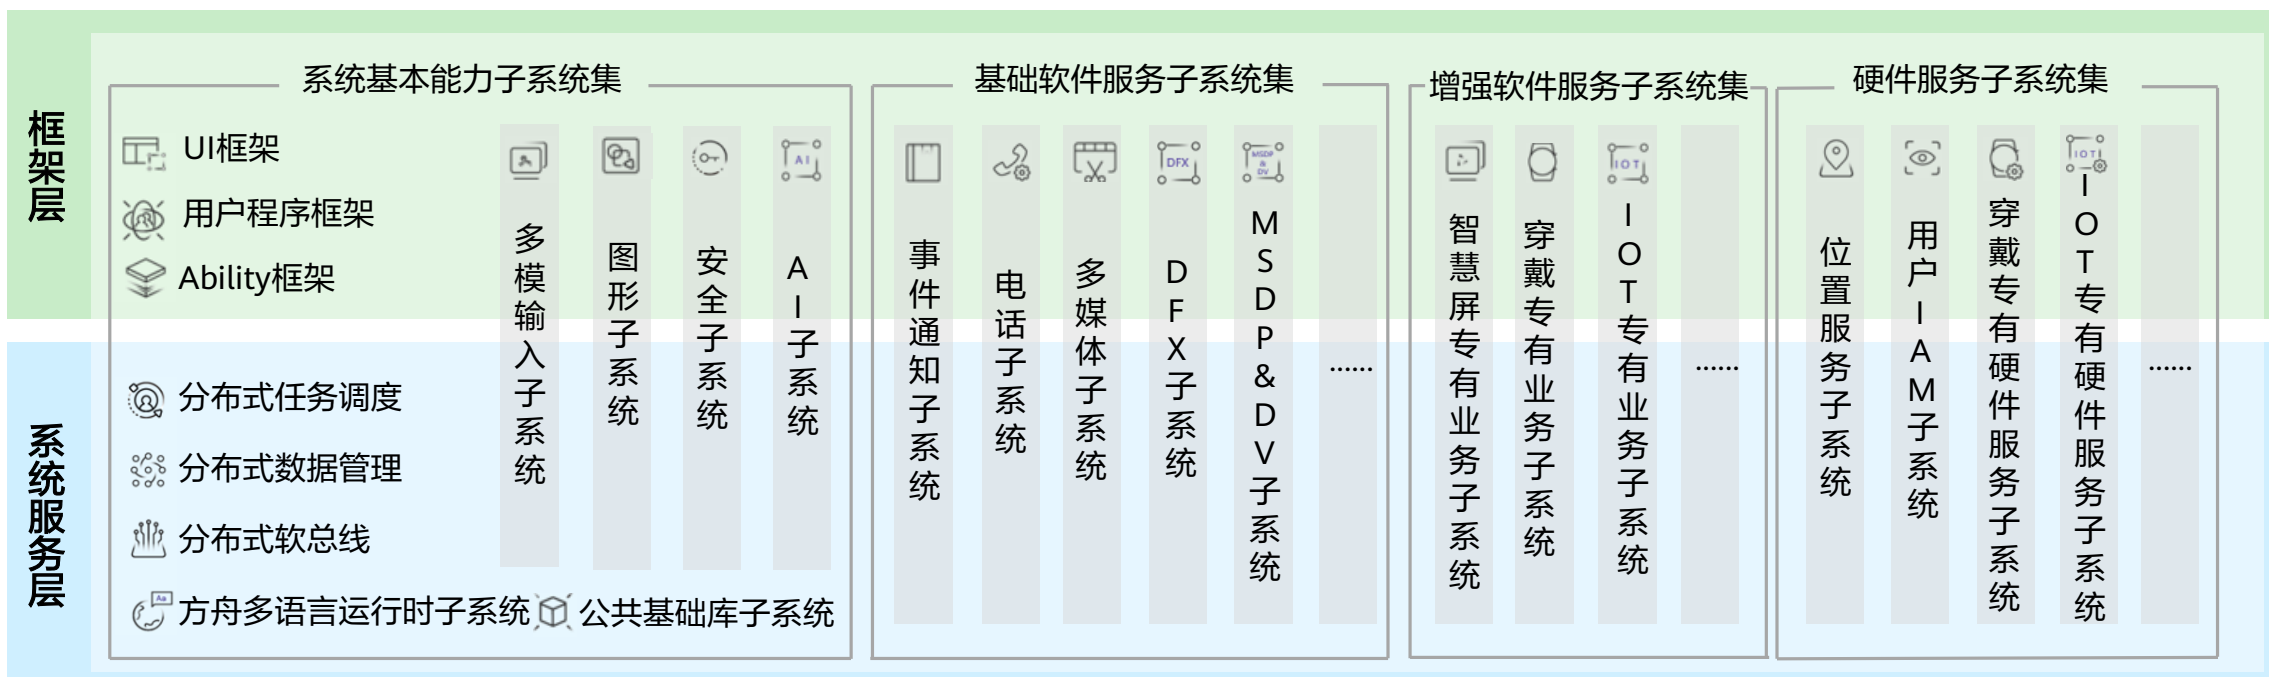 框架层
系统服务层
系统基本能力子系统集
UI框架
用户程序框架
Ability框架
分布式任务调度
分布式数据管理
分布式软总线
方舟多语言运行时子系统
公共基础库子系统
多模输入子系统
图形子系统
安全子系统
AI
AI子系统
基础软件服务子系统集
事件通知子系统
电话子系统
多媒体子系统
DFX
DFX子系统
MSDP
&
DV
MSDP&DV子系统
......
增强软件服务子系统集
智慧屏专有业务子系统
穿戴专有业务子系统
IOT
IOT专有业务子系统
......
硬件服务子系统集
位置服务子系统
用户IAM子系统
穿戴专有硬件服务子系统
IOT
IOT专有硬件服务子系统
......
Aa